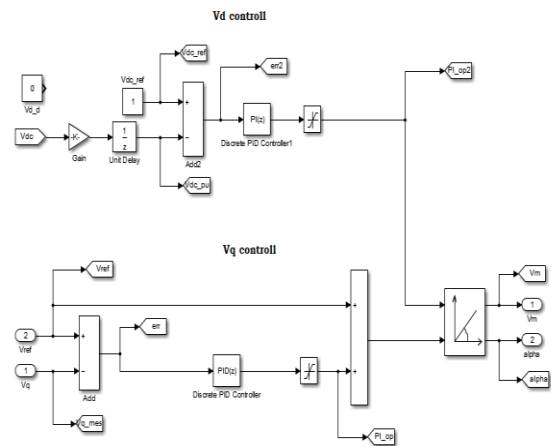 Vd controll
Vdc_ref
Vdc_ref
err2
PI_op2
0
Vd_d
1
+
-
PI(z)
Discrete PID Controller1
Vdc
-K-
Gain
1
z
Unit Delay
Add2
Vdc_pu
Vq controll
Vref
Vm
1
Vm
2
Vref
+
-
err
+
+
2
alpha
1
Vq
Add
PID(z)
Discrete PID Controller
alpha
Vq_mes
PI_op